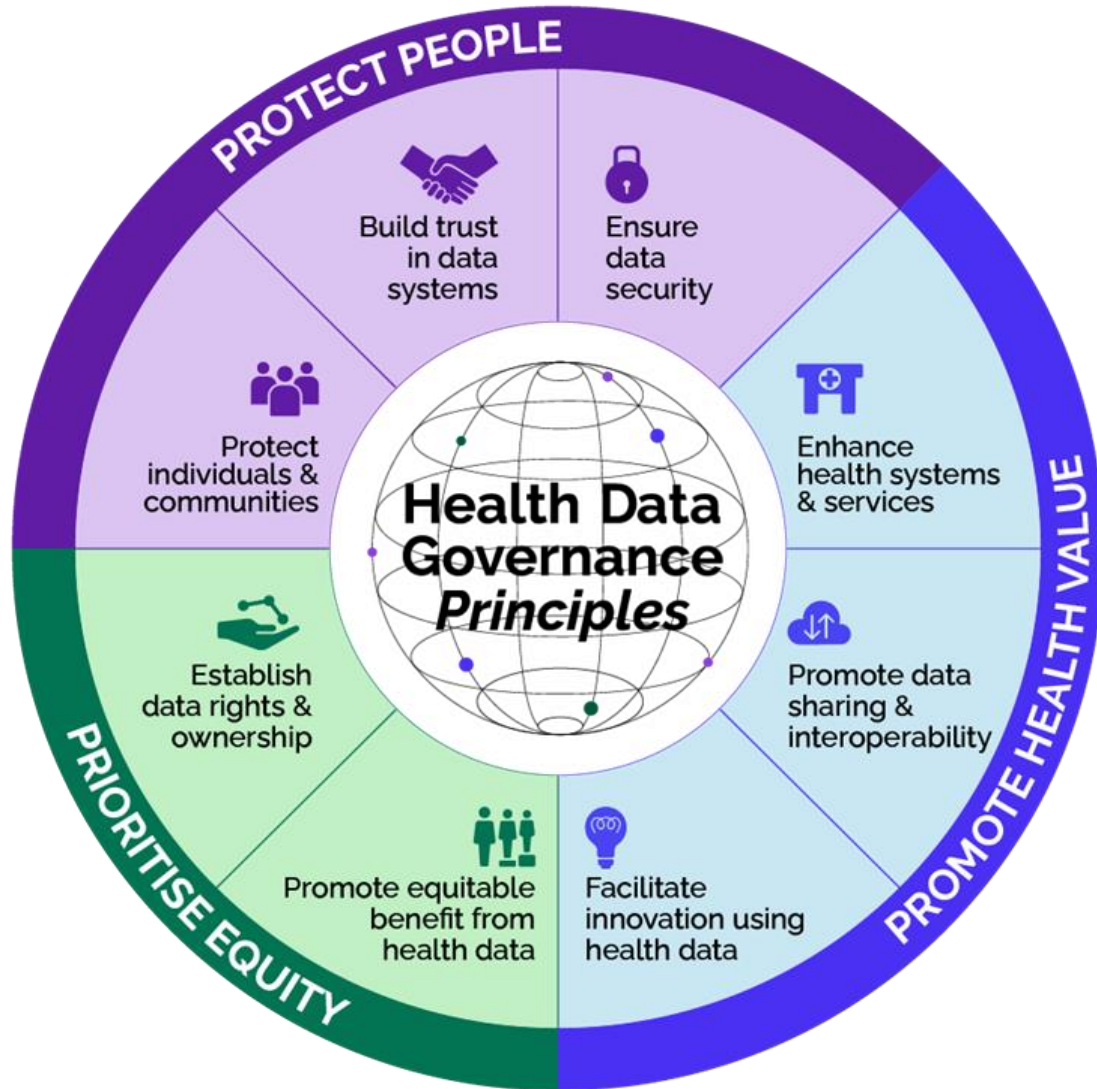 PROTECT PEOPLE
Build trust
in data
systems
Ensure
data
security
Protect
individuals &
communities
Enhance
health systems
& services
PROMOTE HEALTH VALUE
Health Data
Governance
Principles
Establish
data rights &
ownership
Promote data
sharing &
interoperability
PRIORITISE EQUITY
Promote equitable
benefit from
health data
Facilitate
innovation using
health data